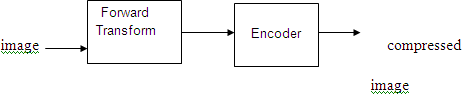 image
Forward
Transform
Encoder
compressed
image